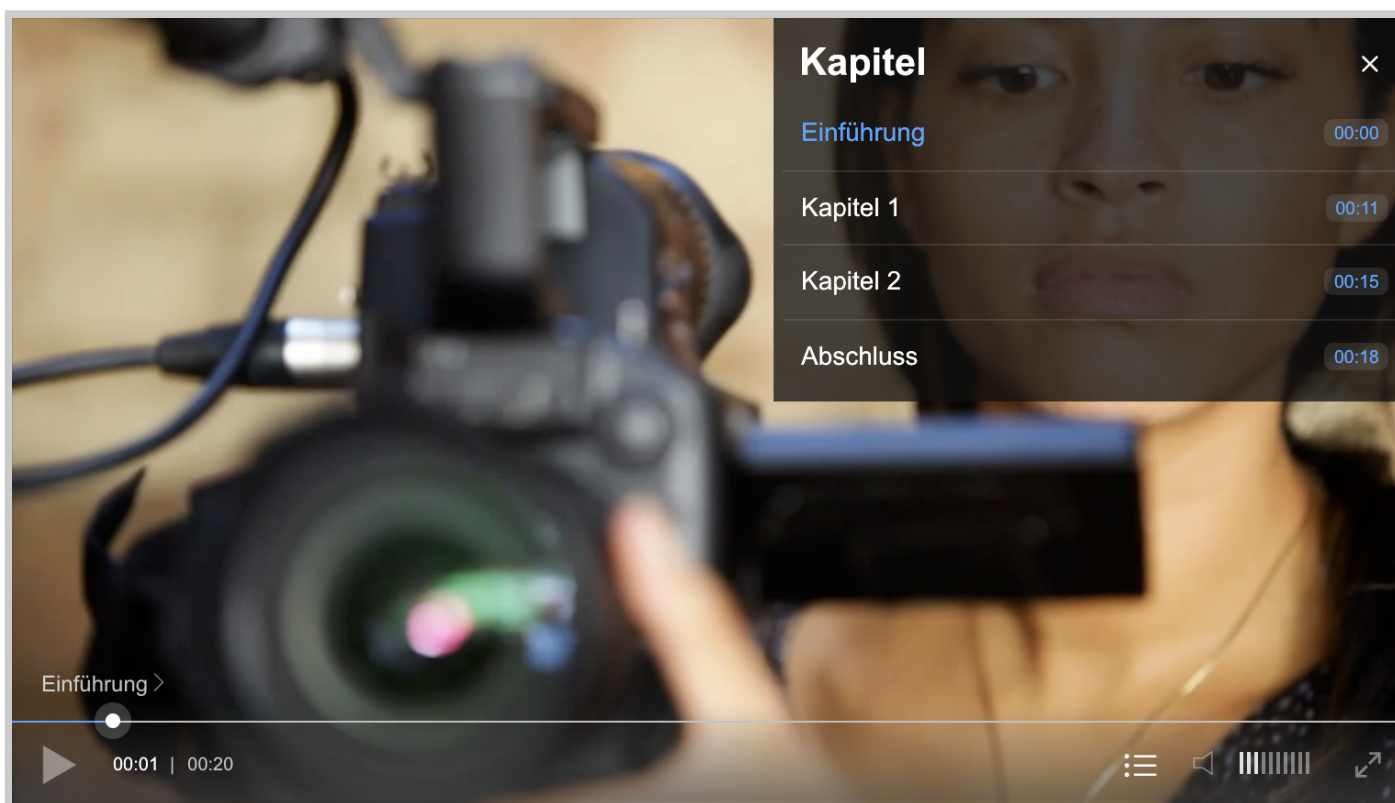 Kapitel
Einführung 00:00
Kapitel 1 00:11
Kapitel 2 00:15
Abschluss 00:18
Einführung
00:01 | 00:20